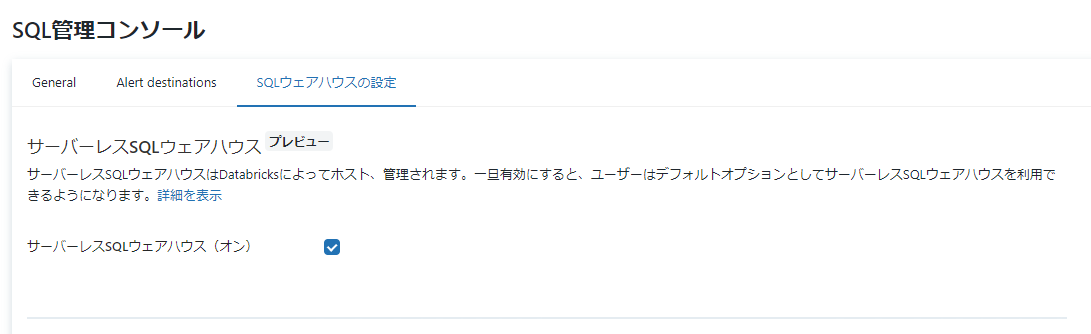 SQL管理コンソール
General Alert destinations SQLウェアハウスの設定
サーバーレスSQLウェアハウス プレビュー
サーバーレスSQLウェアハウスはDatabricksによってホスト、管理されます。一旦有効にすると、ユーザーはデフォルトオプションとしてサーバーレスSQLウェアハウスを利用で
きるようになります。詳細を表示
サーバーレスSQLウェアハウス（オン）